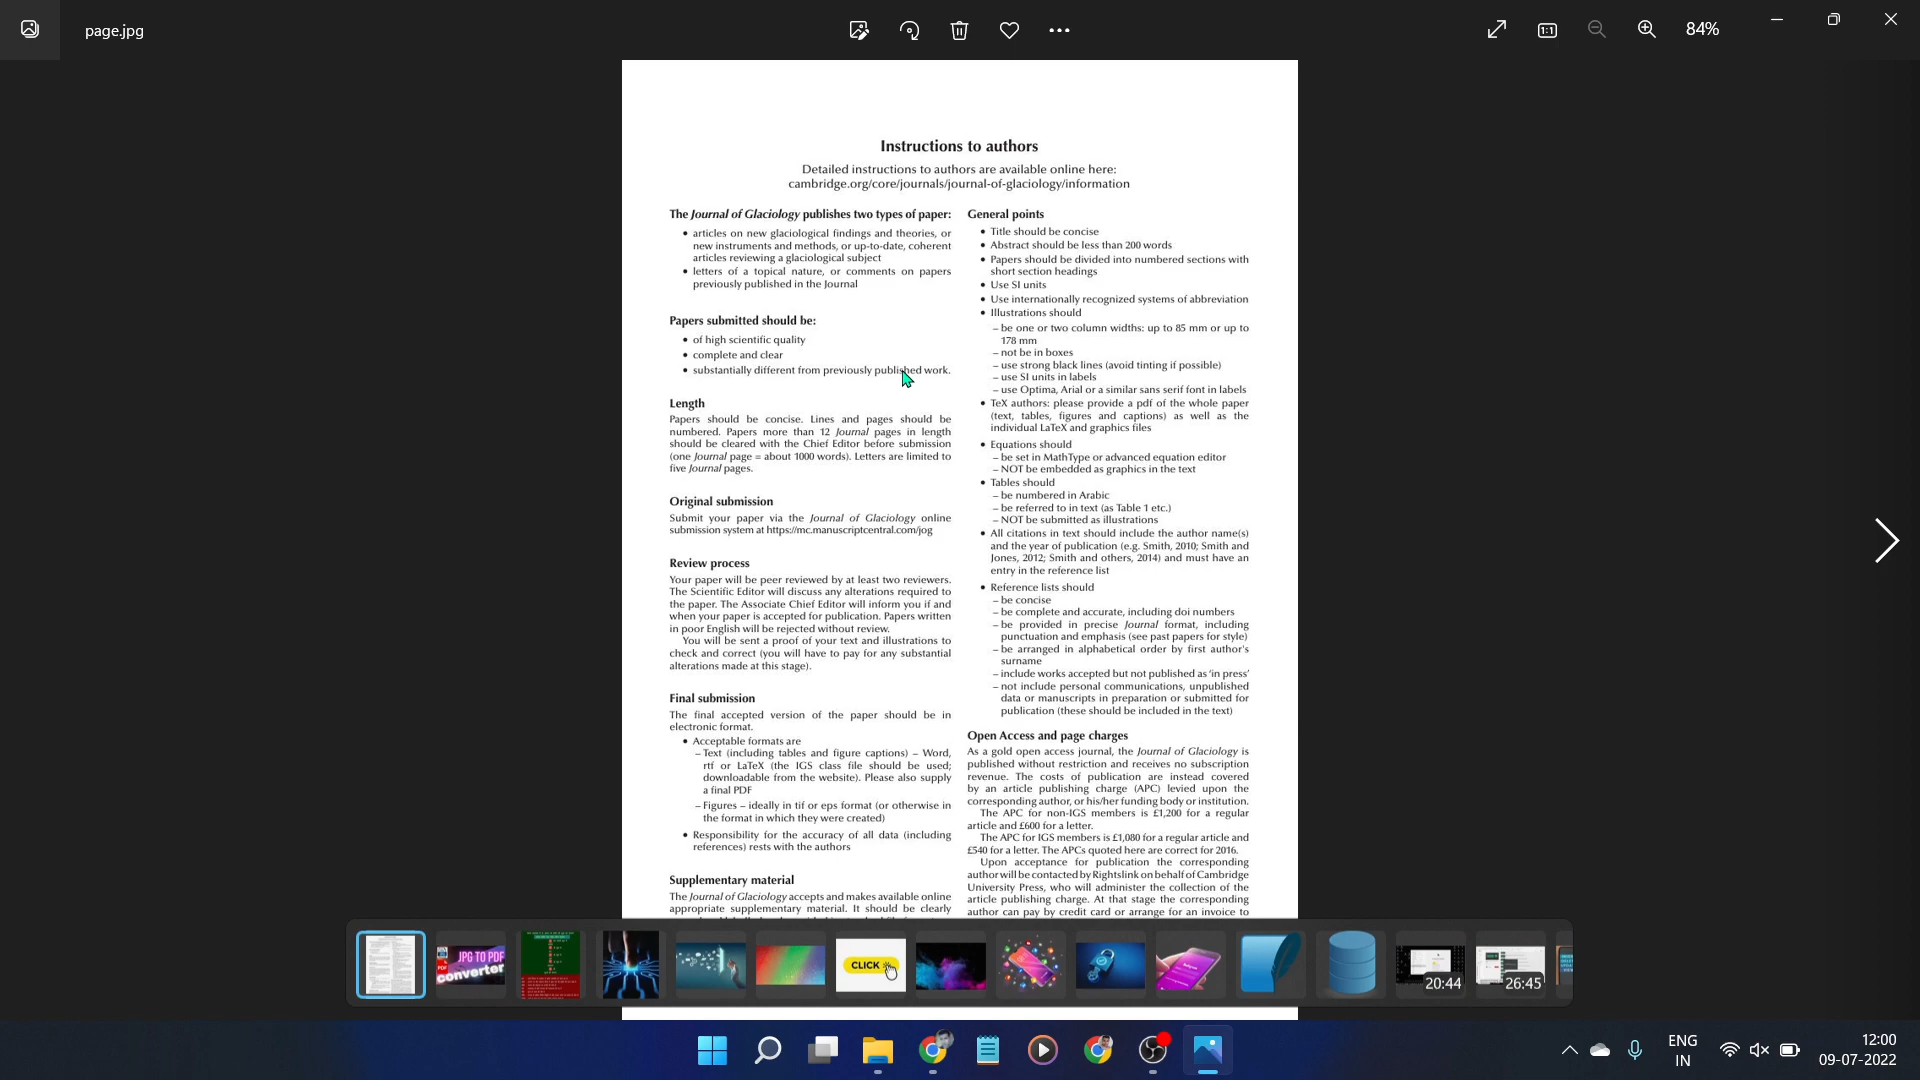 page.jpg
84%
Instructions to authors
Detailed instructions to authors are available online here:
cambridge.org/core/journals/journal-of-glaciology/information
The Journal of Glaciology publishes two types of paper:
• articles on new glaciological findings and theories, or
new instruments and methods, or up-to-date, coherent
articles reviewing a glaciological subject
• letters of a topical nature, or comments on papers
previously published in the Journal
Papers submitted should be:
• of high scientific quality
• complete and clear
• substantially different from previously published work.
Length
Papers should be concise. Lines and pages should be
numbered. Papers more than 12 Journal pages in length
should be cleared with the Chief Editor before submission
(one Journal page = about 1000 words). Letters are limited to
five Journal pages.
Original submission
Submit your paper via the Journal of Glaciology online
submission system at https://mc.manuscriptcentral.com/jog
Review process
Your paper will be peer reviewed by at least two reviewers.
The Scientific Editor will discuss any alterations required to
the paper. The Associate Chief Editor will inform you if and
when your paper is accepted for publication. Papers written
in poor English will be rejected without review.
You will be sent a proof of your text and illustrations to
check and correct (you will have to pay for any substantial
alterations made at this stage).
Final submission
The final accepted version of the paper should be in
electronic format.
• Acceptable formats are
– Text (including tables and figure captions) – Word,
rtf or LaTeX (the IGS class file should be used;
downloadable from the website). Please also supply
a final PDF
– Figures – ideally in tif or eps format (or otherwise in
the format in which they were created)
• Responsibility for the accuracy of all data (including
references) rests with the authors
Supplementary material
The Journal of Glaciology accepts and makes available online
appropriate supplementary material. It should be clearly
General points
• Title should be concise
• Abstract should be less than 200 words
• Papers should be divided into numbered sections with
short section headings
• Use SI units
• Use internationally recognized systems of abbreviation
• Illustrations should
– be one or two column widths: up to 85 mm or up to
178 mm
– not be in boxes
– use strong black lines (avoid tinting if possible)
– use SI units in labels
– use Optima, Arial or a similar sans serif font in labels
• TeX authors: please provide a pdf of the whole paper
(text, tables, figures and captions) as well as the
individual LaTeX and graphics files
• Equations should
– be set in MathType or advanced equation editor
– NOT be embedded as graphics in the text
• Tables should
– be numbered in Arabic
– be referred to in text (as Table 1 etc.)
– NOT be submitted as illustrations
• All citations in text should include the author name(s)
and the year of publication (e.g. Smith, 2010; Smith and
Jones, 2012; Smith and others, 2014) and must have an
entry in the reference list
• Reference lists should
– be concise
– be complete and accurate, including doi numbers
– be provided in precise Journal format, including
punctuation and emphasis (see past papers for style)
– be arranged in alphabetical order by first author's
surname
– include works accepted but not published as 'in press'
– not include personal communications, unpublished
data or manuscripts in preparation or submitted for
publication (these should be included in the text)
Open Access and page charges
As a gold open access journal, the Journal of Glaciology is
published without restriction and receives no subscription
revenue. The costs of publication are instead covered
by an article publishing charge (APC) levied upon the
corresponding author, or his/her funding body or institution.
The APC for non-IGS members is £1,200 for a regular
article and £600 for a letter.
The APC for IGS members is £1,080 for a regular article and
£540 for a letter. The APCs quoted here are correct for 2016.
Upon acceptance for publication the corresponding
author will be contacted by Rightslink on behalf of Cambridge
University Press, who will administer the collection of the
article publishing charge. At that stage the corresponding
author can pay by credit card or arrange for an invoice to
JPG TO PDF
converter
CLICK
20:44
26:45
ENG
IN
12:00
09-07-2022